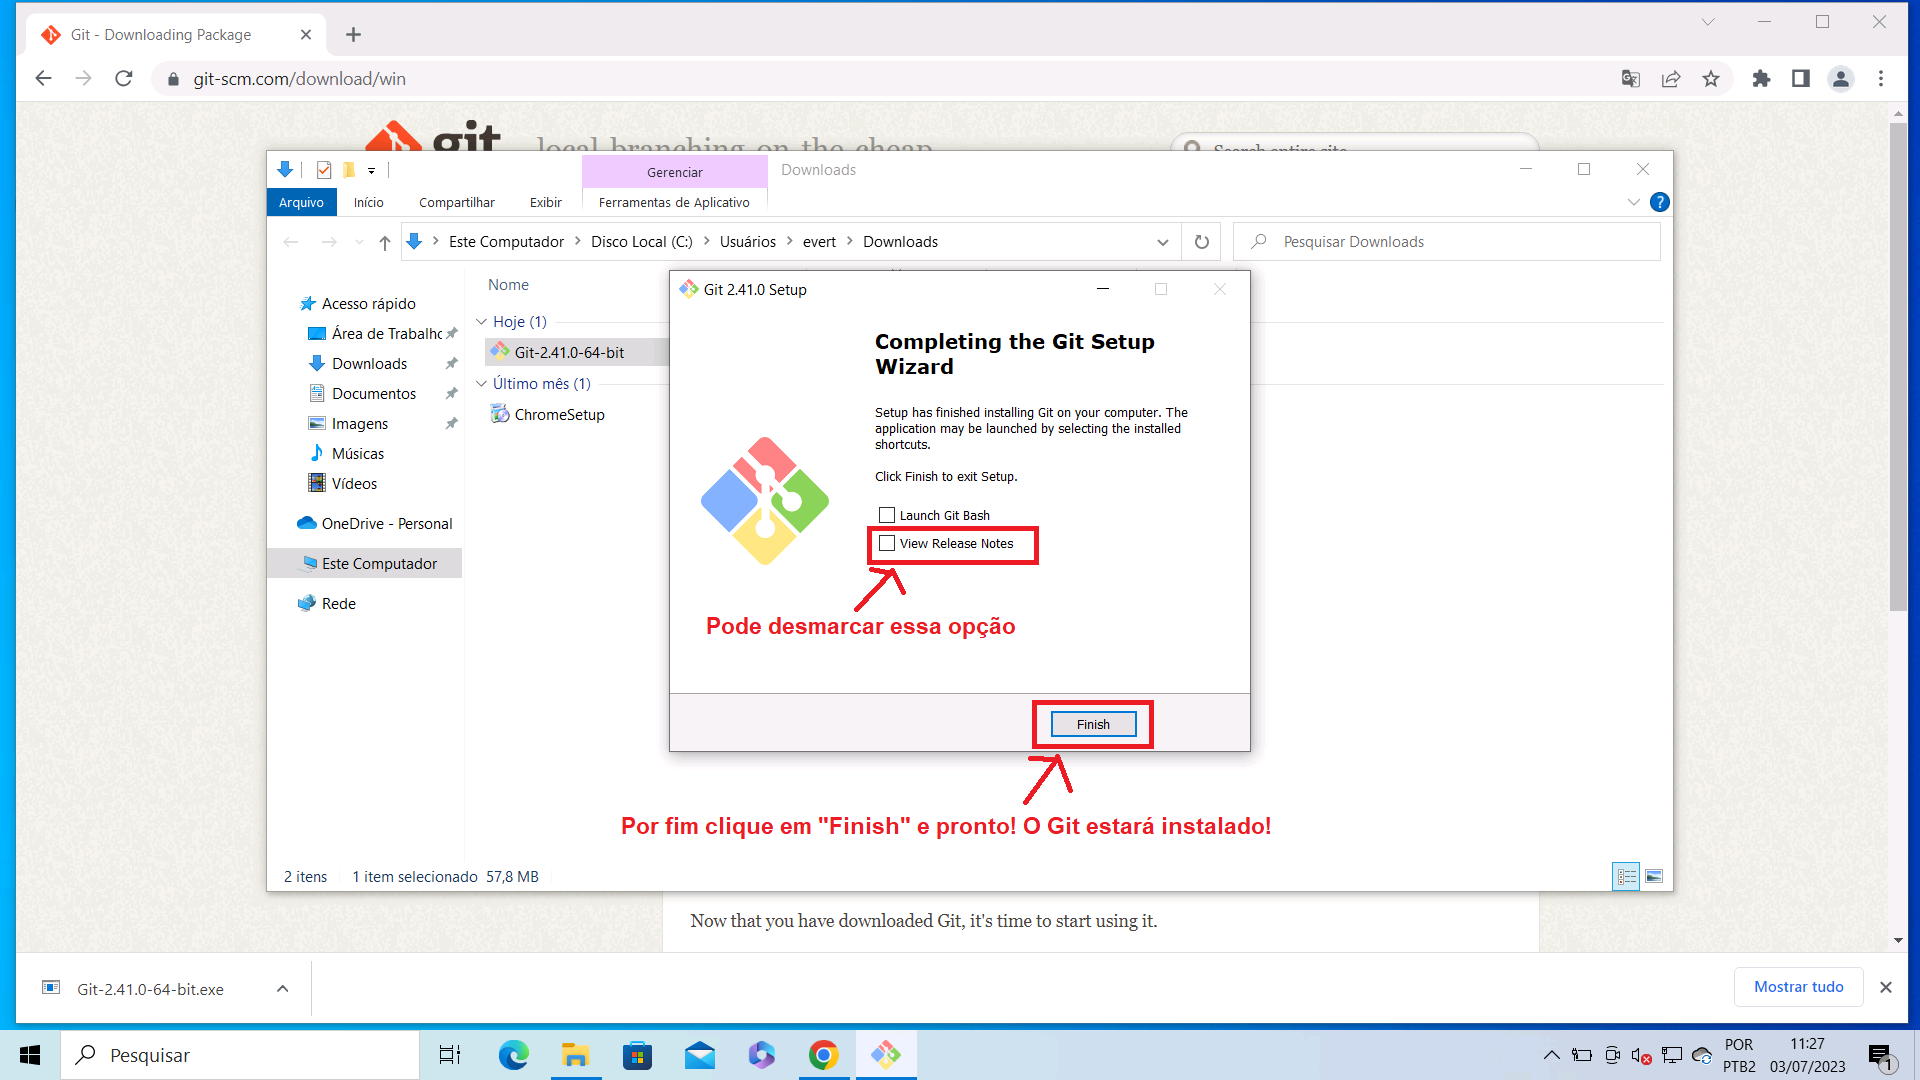 Git - Downloading Package
git-scm.com/download/win
git
local branching on the cheap
Search entire site...
Gerenciar
Downloads
Arquivo
Início
Compartilhar
Exibir
Ferramentas de Aplicativo
Este Computador
Disco Local (C:)
Usuários
evert
Downloads
Pesquisar Downloads
Acesso rápido
Área de Trabalho
Downloads
Documentos
Imagens
Músicas
Vídeos
OneDrive - Personal
Este Computador
Rede
Nome
Hoje (1)
Git-2.41.0-64-bit
Último mês (1)
ChromeSetup
Git 2.41.0 Setup
Completing the Git Setup
Wizard
Setup has finished installing Git on your computer. The
application may be launched by selecting the installed
shortcuts.
Click Finish to exit Setup.
Launch Git Bash
View Release Notes
Pode desmarcar essa opção
Finish
Por fim clique em "Finish" e pronto! O Git estará instalado!
2 itens
1 item selecionado 57,8 MB
Now that you have downloaded Git, it's time to start using it.
Git-2.41.0-64-bit.exe
Mostrar tudo
Pesquisar
POR
PTB2
11:27
03/07/2023
1